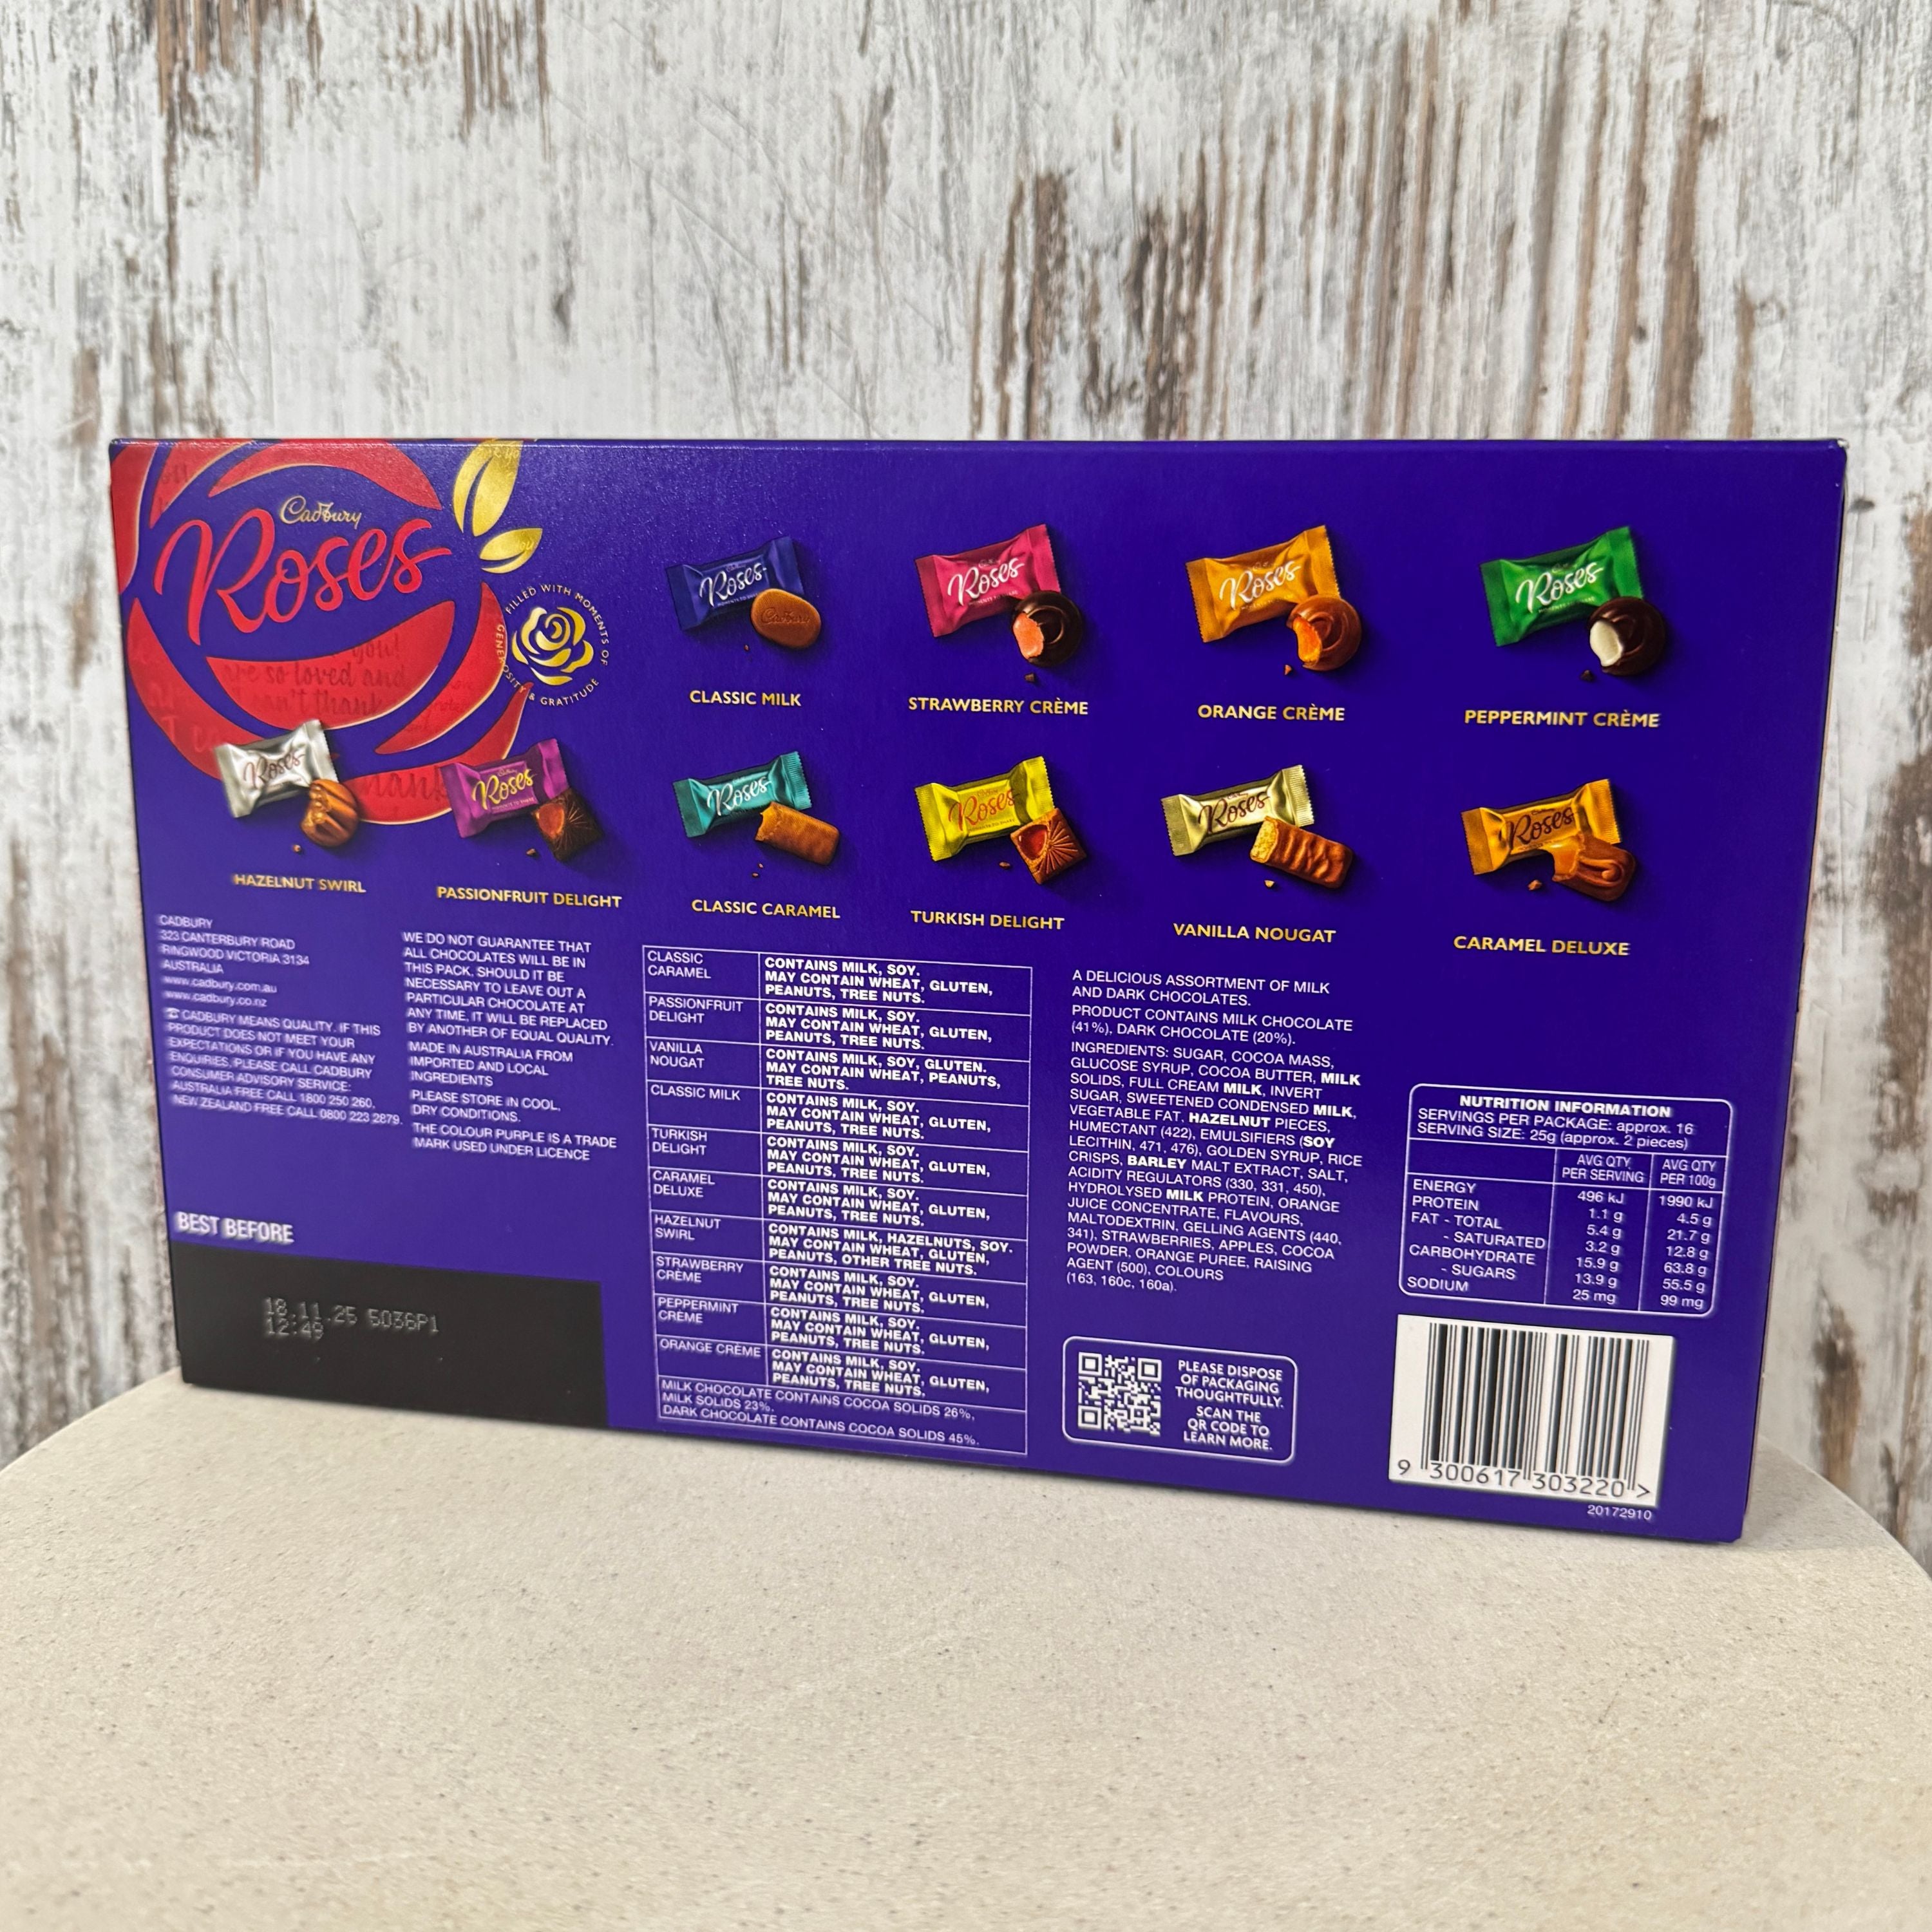 Cadbury
Roses
FILLED WITH MOMENTS OF
GENEROSITY & GRATITUDE
you!
are so loved and
can't thank
Roses
Cadbury
CLASSIC MILK
Roses
STRAWBERRY CRÈME
Roses
ORANGE CRÈME
Roses
PEPPERMINT CRÈME
Roses
HAZELNUT SWIRL
Roses
PASSIONFRUIT DELIGHT
Roses
CLASSIC CARAMEL
Roses
TURKISH DELIGHT
Roses
VANILLA NOUGAT
Roses
CARAMEL DELUXE
CADBURY
323 CANTERBURY ROAD
RINGWOOD VICTORIA 3134
AUSTRALIA
www.cadbury.com.au
www.cadbury.co.nz
CADBURY MEANS QUALITY. IF THIS
PRODUCT DOES NOT MEET YOUR
EXPECTATIONS OR IF YOU HAVE ANY
ENQUIRIES, PLEASE CALL CADBURY
CONSUMER ADVISORY SERVICE:
AUSTRALIA FREE CALL 1800 250 260,
NEW ZEALAND FREE CALL 0800 223 2879.
WE DO NOT GUARANTEE THAT
ALL CHOCOLATES WILL BE IN
THIS PACK. SHOULD IT BE
NECESSARY TO LEAVE OUT A
PARTICULAR CHOCOLATE AT
ANY TIME, IT WILL BE REPLACED
BY ANOTHER OF EQUAL QUALITY.
MADE IN AUSTRALIA FROM
IMPORTED AND LOCAL
INGREDIENTS
PLEASE STORE IN COOL,
DRY CONDITIONS.
THE COLOUR PURPLE IS A TRADE
MARK USED UNDER LICENCE
BEST BEFORE
18.11.25 5036P1
12:49
CLASSIC
CARAMEL
CONTAINS MILK, SOY.
MAY CONTAIN WHEAT, GLUTEN,
PEANUTS, TREE NUTS.
PASSIONFRUIT
DELIGHT
CONTAINS MILK, SOY.
MAY CONTAIN WHEAT, GLUTEN,
PEANUTS, TREE NUTS.
VANILLA
NOUGAT
CONTAINS MILK, SOY, GLUTEN.
MAY CONTAIN WHEAT, PEANUTS,
TREE NUTS.
CLASSIC MILK
CONTAINS MILK, SOY.
MAY CONTAIN WHEAT, GLUTEN,
PEANUTS, TREE NUTS.
TURKISH
DELIGHT
CONTAINS MILK, SOY.
MAY CONTAIN WHEAT, GLUTEN,
PEANUTS, TREE NUTS.
CARAMEL
DELUXE
CONTAINS MILK, SOY.
MAY CONTAIN WHEAT, GLUTEN,
PEANUTS, TREE NUTS.
HAZELNUT
SWIRL
CONTAINS MILK, HAZELNUTS, SOY.
MAY CONTAIN WHEAT, GLUTEN,
PEANUTS, OTHER TREE NUTS.
STRAWBERRY
CRÈME
CONTAINS MILK, SOY.
MAY CONTAIN WHEAT, GLUTEN,
PEANUTS, TREE NUTS.
PEPPERMINT
CRÈME
CONTAINS MILK, SOY.
MAY CONTAIN WHEAT, GLUTEN,
PEANUTS, TREE NUTS.
ORANGE CRÈME
CONTAINS MILK, SOY.
MAY CONTAIN WHEAT, GLUTEN,
PEANUTS, TREE NUTS.
MILK CHOCOLATE CONTAINS COCOA SOLIDS 26%,
MILK SOLIDS 23%.
DARK CHOCOLATE CONTAINS COCOA SOLIDS 45%.
A DELICIOUS ASSORTMENT OF MILK
AND DARK CHOCOLATES.
PRODUCT CONTAINS MILK CHOCOLATE
(41%), DARK CHOCOLATE (20%).
INGREDIENTS: SUGAR, COCOA MASS,
GLUCOSE SYRUP, COCOA BUTTER, MILK
SOLIDS, FULL CREAM MILK, INVERT
SUGAR, SWEETENED CONDENSED MILK,
VEGETABLE FAT, HAZELNUT PIECES,
HUMECTANT (422), EMULSIFIERS (SOY
LECITHIN, 471, 476), GOLDEN SYRUP, RICE
CRISPS, BARLEY MALT EXTRACT, SALT,
ACIDITY REGULATORS (330, 331, 450),
HYDROLYSED MILK PROTEIN, ORANGE
JUICE CONCENTRATE, FLAVOURS,
MALTODEXTRIN, GELLING AGENTS (440,
341), STRAWBERRIES, APPLES, COCOA
POWDER, ORANGE PUREE, RAISING
AGENT (500), COLOURS
(163, 160c, 160a).
PLEASE DISPOSE
OF PACKAGING
THOUGHTFULLY.
SCAN THE
QR CODE TO
LEARN MORE.
NUTRITION INFORMATION
SERVINGS PER PACKAGE: approx. 16
SERVING SIZE: 25g (approx. 2 pieces)
AVG QTY PER SERVING AVG QTY PER 100g
ENERGY 496 kJ 1990 kJ
PROTEIN 1.1 g 4.5 g
FAT - TOTAL 5.4 g 21.7 g
- SATURATED 3.2 g 12.8 g
CARBOHYDRATE 15.9 g 63.8 g
- SUGARS 13.9 g 55.5 g
SODIUM 25 mg 99 mg
9 300617 303220 >
20172910